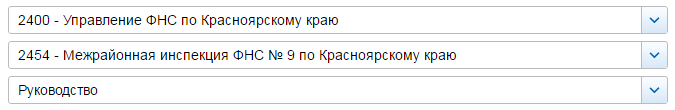 2400 - Управление ФНС по Красноярскому краю
2454 - Межрайонная инспекция ФНС № 9 по Красноярскому краю
Руководство